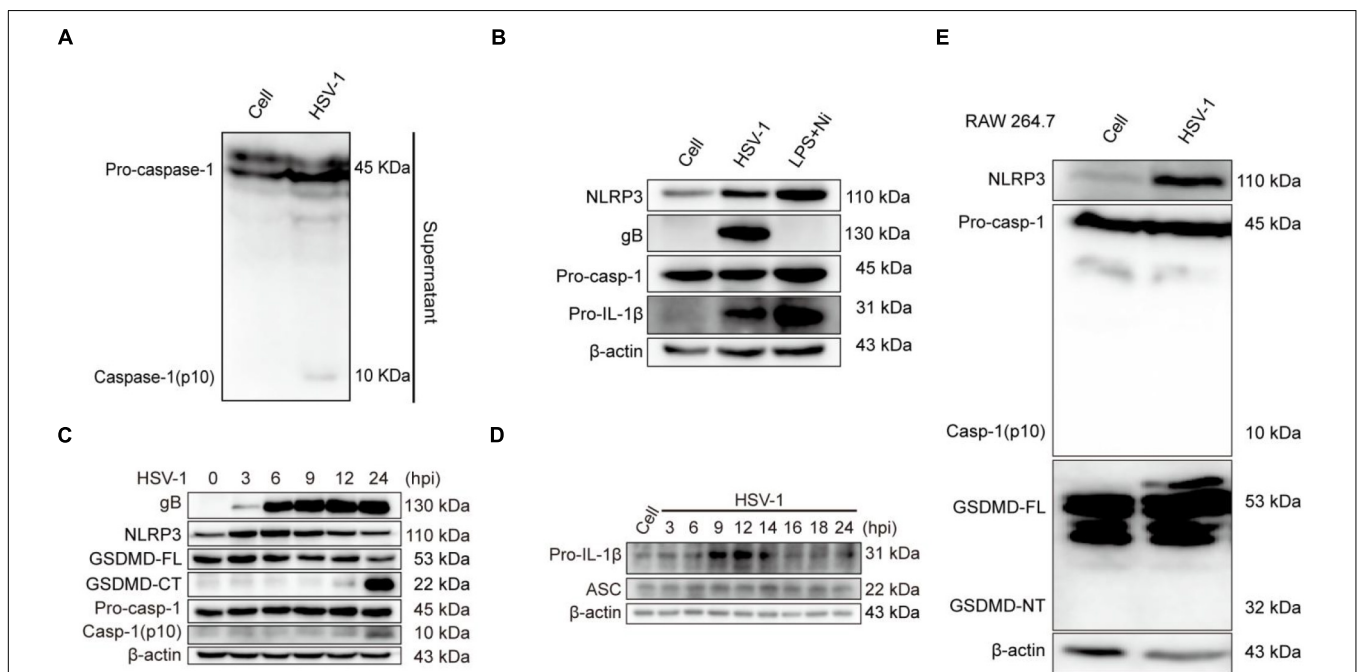 A
Cell HSV-1
Pro-caspase-1 45 KDa
Caspase-1(p10) 10 KDa
Supernatant
B
Cell HSV-1 LPS+Ni
NLRP3 110 kDa
gB 130 kDa
Pro-casp-1 45 kDa
Pro-IL-1β 31 kDa
β-actin 43 kDa
C
HSV-1 0 3 6 9 12 24 (hpi)
gB 130 kDa
NLRP3 110 kDa
GSDMD-FL 53 kDa
GSDMD-CT 22 kDa
Pro-casp-1 45 kDa
Casp-1(p10) 10 kDa
β-actin 43 kDa
D
HSV-1
Cell 3 6 9 12 14 16 18 24 (hpi)
Pro-IL-1β 31 kDa
ASC 22 kDa
β-actin 43 kDa
E
RAW 264.7 Cell HSV-1
NLRP3 110 kDa
Pro-casp-1 45 kDa
Casp-1(p10) 10 kDa
GSDMD-FL 53 kDa
GSDMD-NT 32 kDa
β-actin 43 kDa